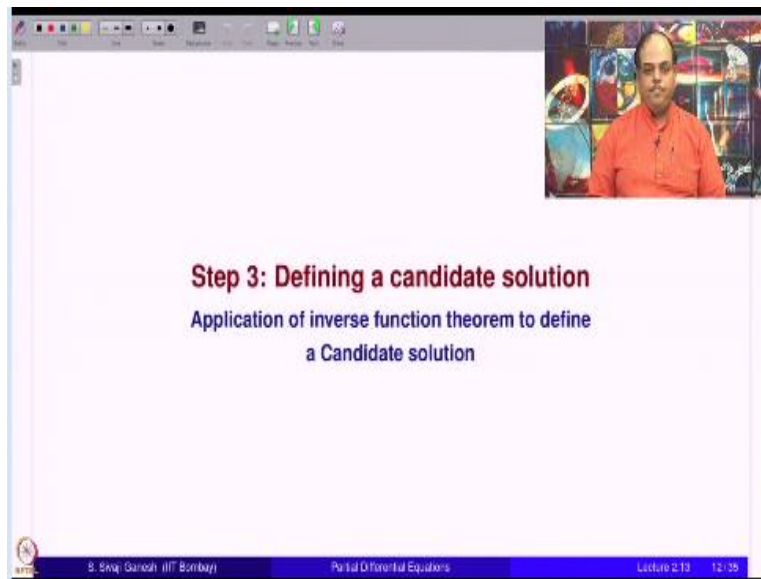 Step 3: Defining a candidate solution
Application of inverse function theorem to define
a Candidate solution
S. Sivaji Ganesh (IIT Bombay) Partial Differential Equations Lecture 2.13 12/35